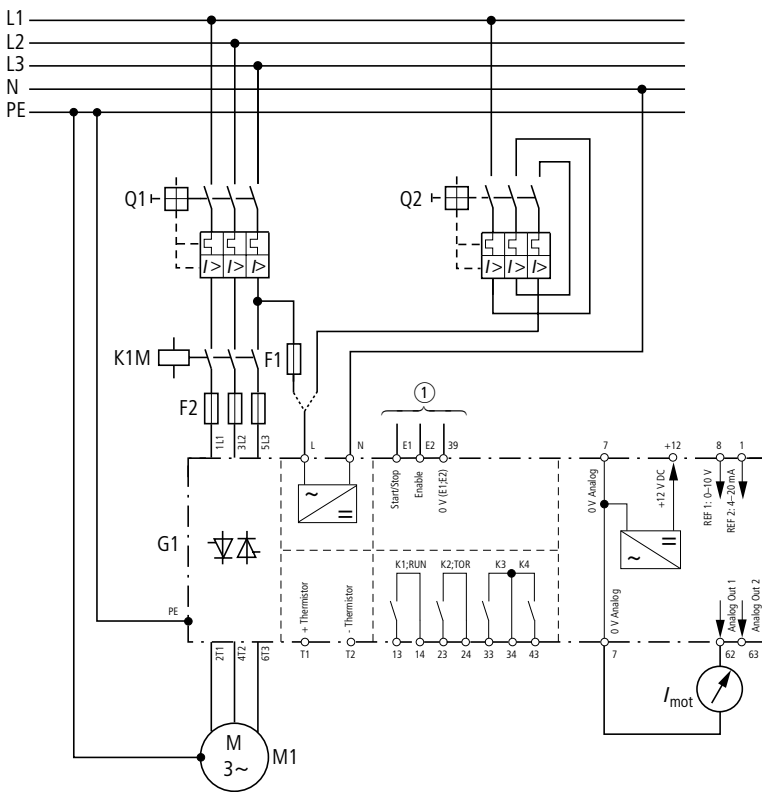 L1
L2
L3
N
PE
Q1
I> I> I>
Q2
I> I> I>
K1M
F1
F2
1
1L1
3L2
5L3
L
N
E1
E2
39
7
+12
8
1
Start/Stop
Enable
0 V (E1;E2)
0 V Analog
+12 V DC
REF 1: 0–10 V
REF 2: 4–20 mA
~
=
~
=
G1
K1;RUN
K2;TOR
K3
K4
PE
+ Thermistor
- Thermistor
0 V Analog
Analog Out 1
Analog Out 2
2T1
4T2
6T3
T1
T2
13
14
23
24
33
34
43
7
62
63
Imot
M
3~
M1